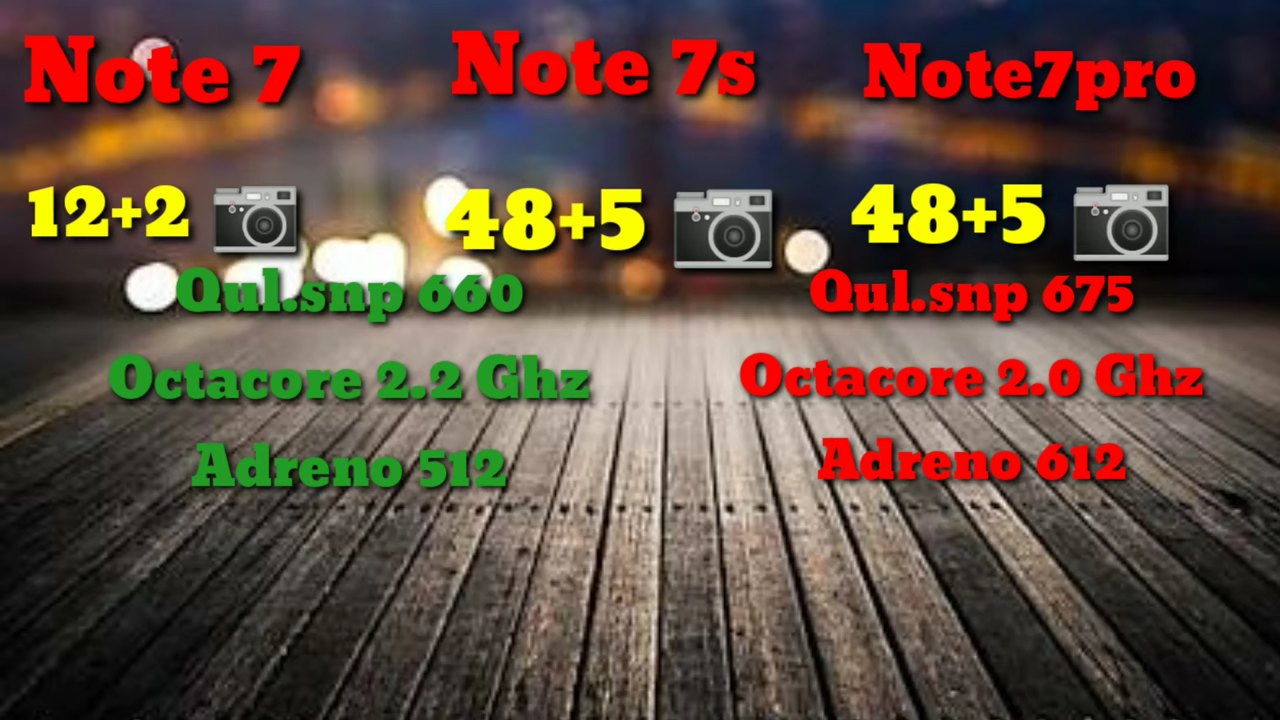 Note 7 Note 7s Note7pro
12+2 48+5 48+5
Qul.snp 660 Qul.snp 675
Octacore 2.2 Ghz Octacore 2.0 Ghz
Adreno 512 Adreno 612